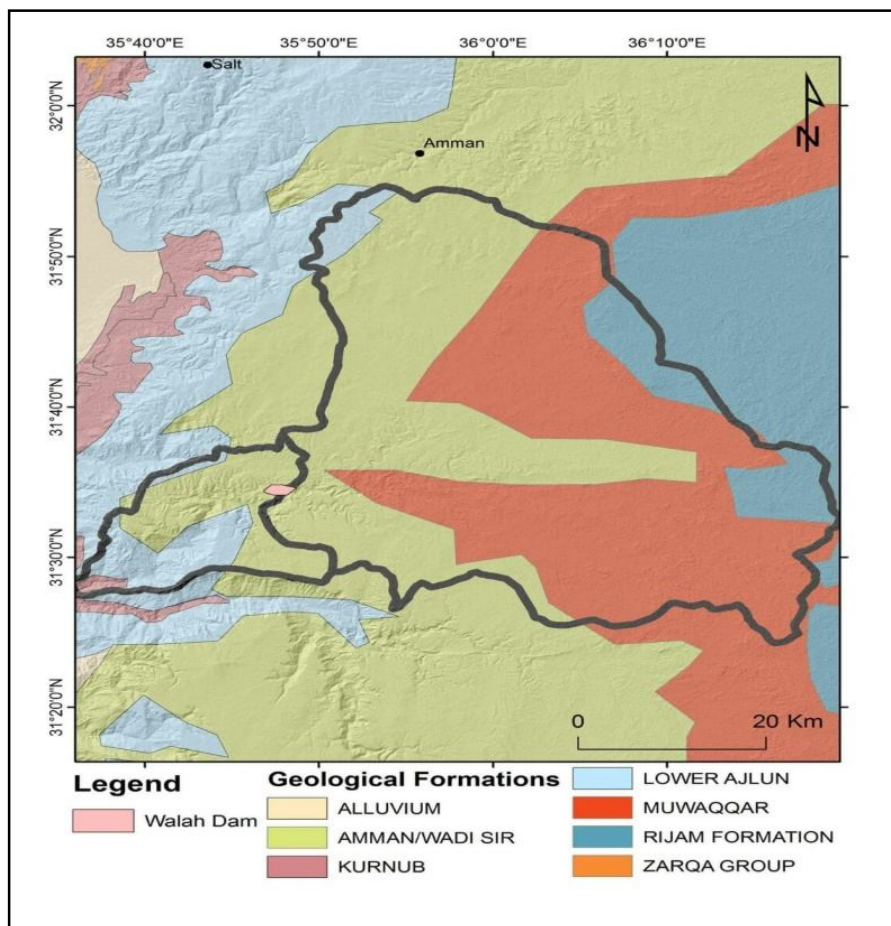 35°40'0"E 35°50'0"E 36°0'0"E 36°10'0"E
Salt
32°0'0"N
N
Amman
31°50'0"N
31°40'0"N
31°30'0"N
31°20'0"N
0 20 Km
Legend
Walah Dam
Geological Formations
ALLUVIUM
AMMAN/WADI SIR
KURNUB
LOWER AJLUN
MUWAQQAR
RIJAM FORMATION
ZARQA GROUP